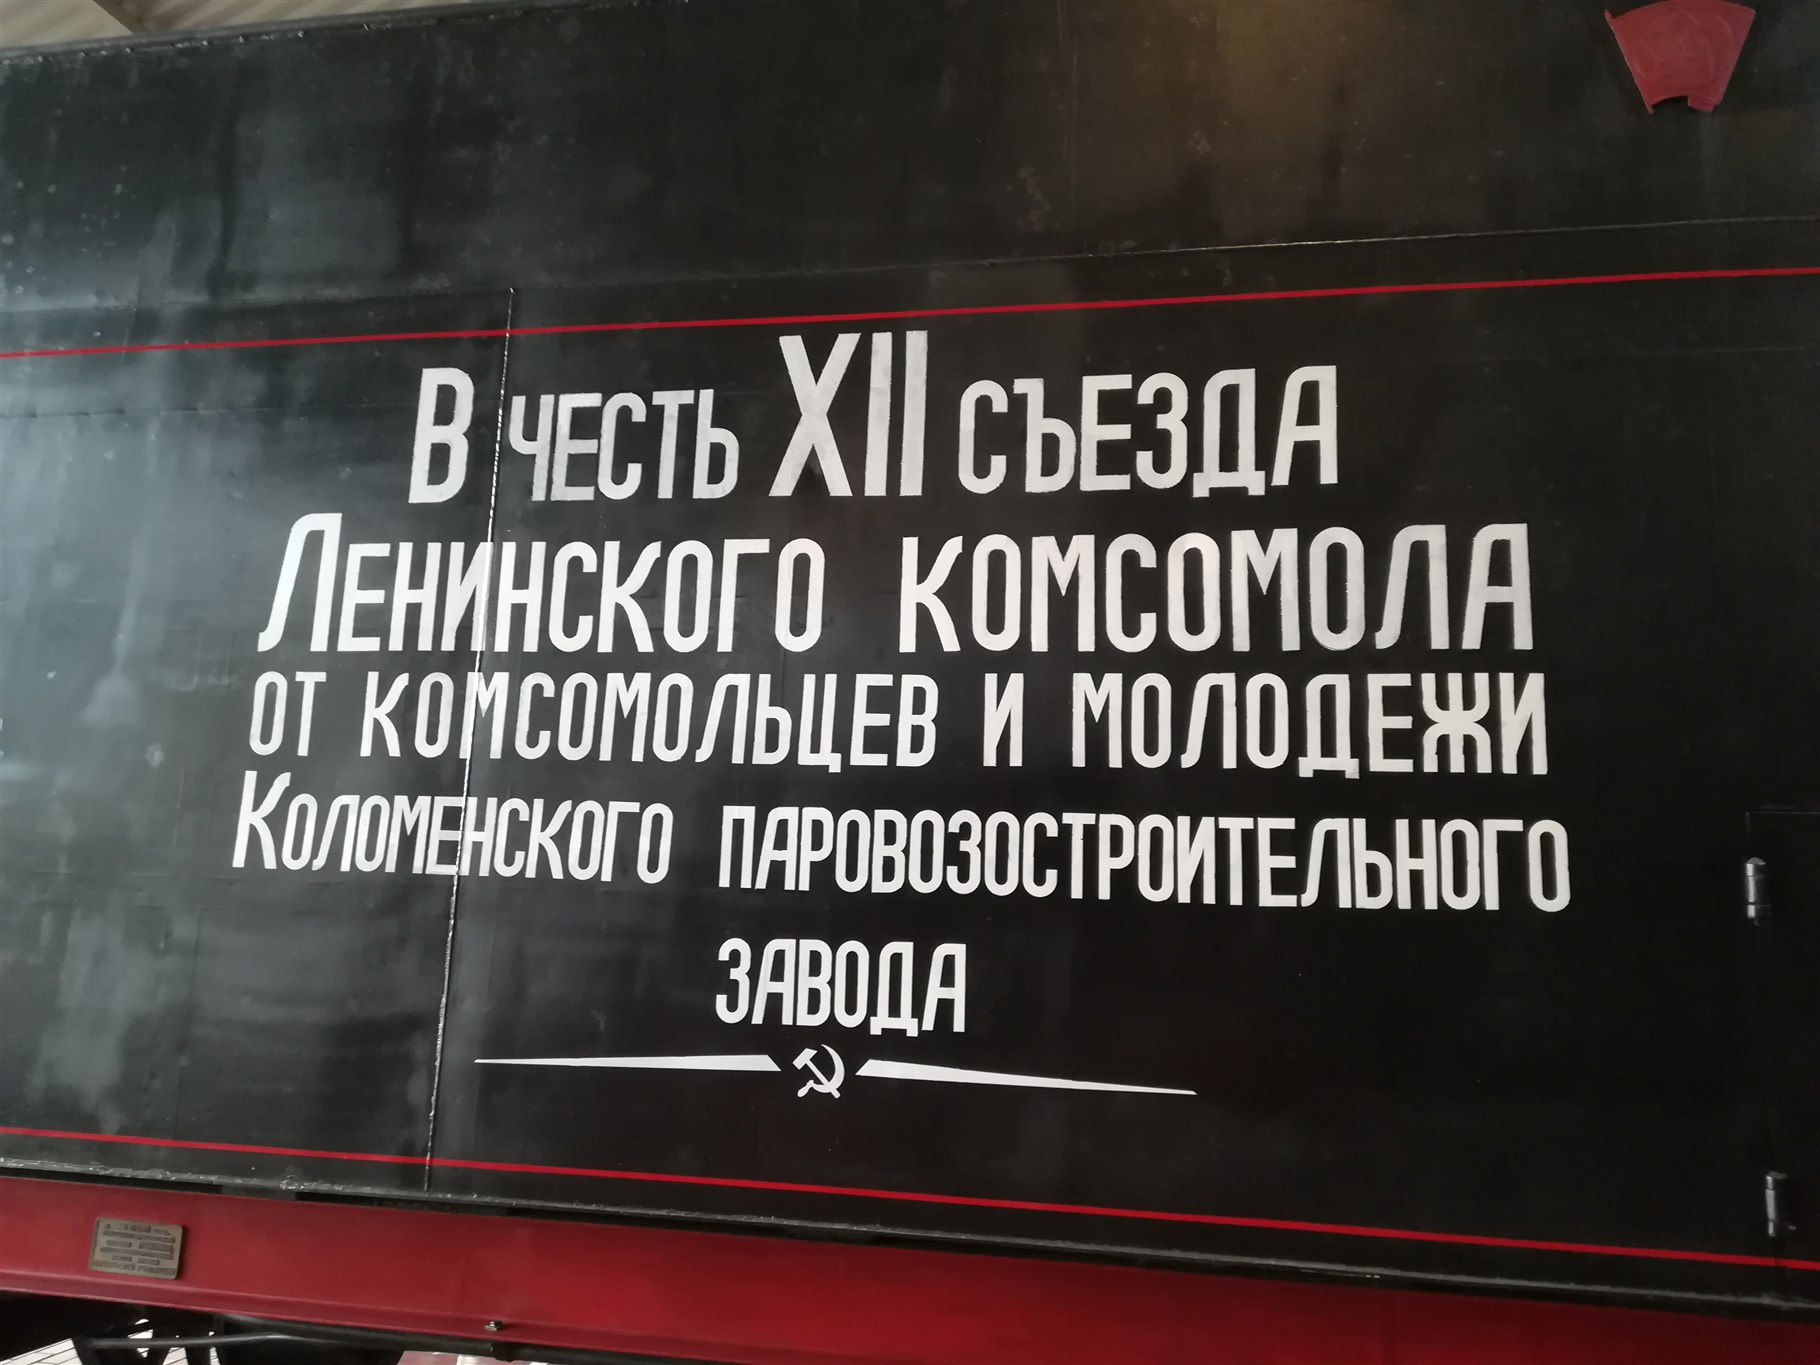 В ЧЕСТЬ XII СЪЕЗДА
ЛЕНИНСКОГО КОМСОМОЛА
ОТ КОМСОМОЛЬЦЕВ И МОЛОДЕЖИ
КОЛОМЕНСКОГО ПАРОВОЗОСТРОИТЕЛЬНОГО
ЗАВОДА